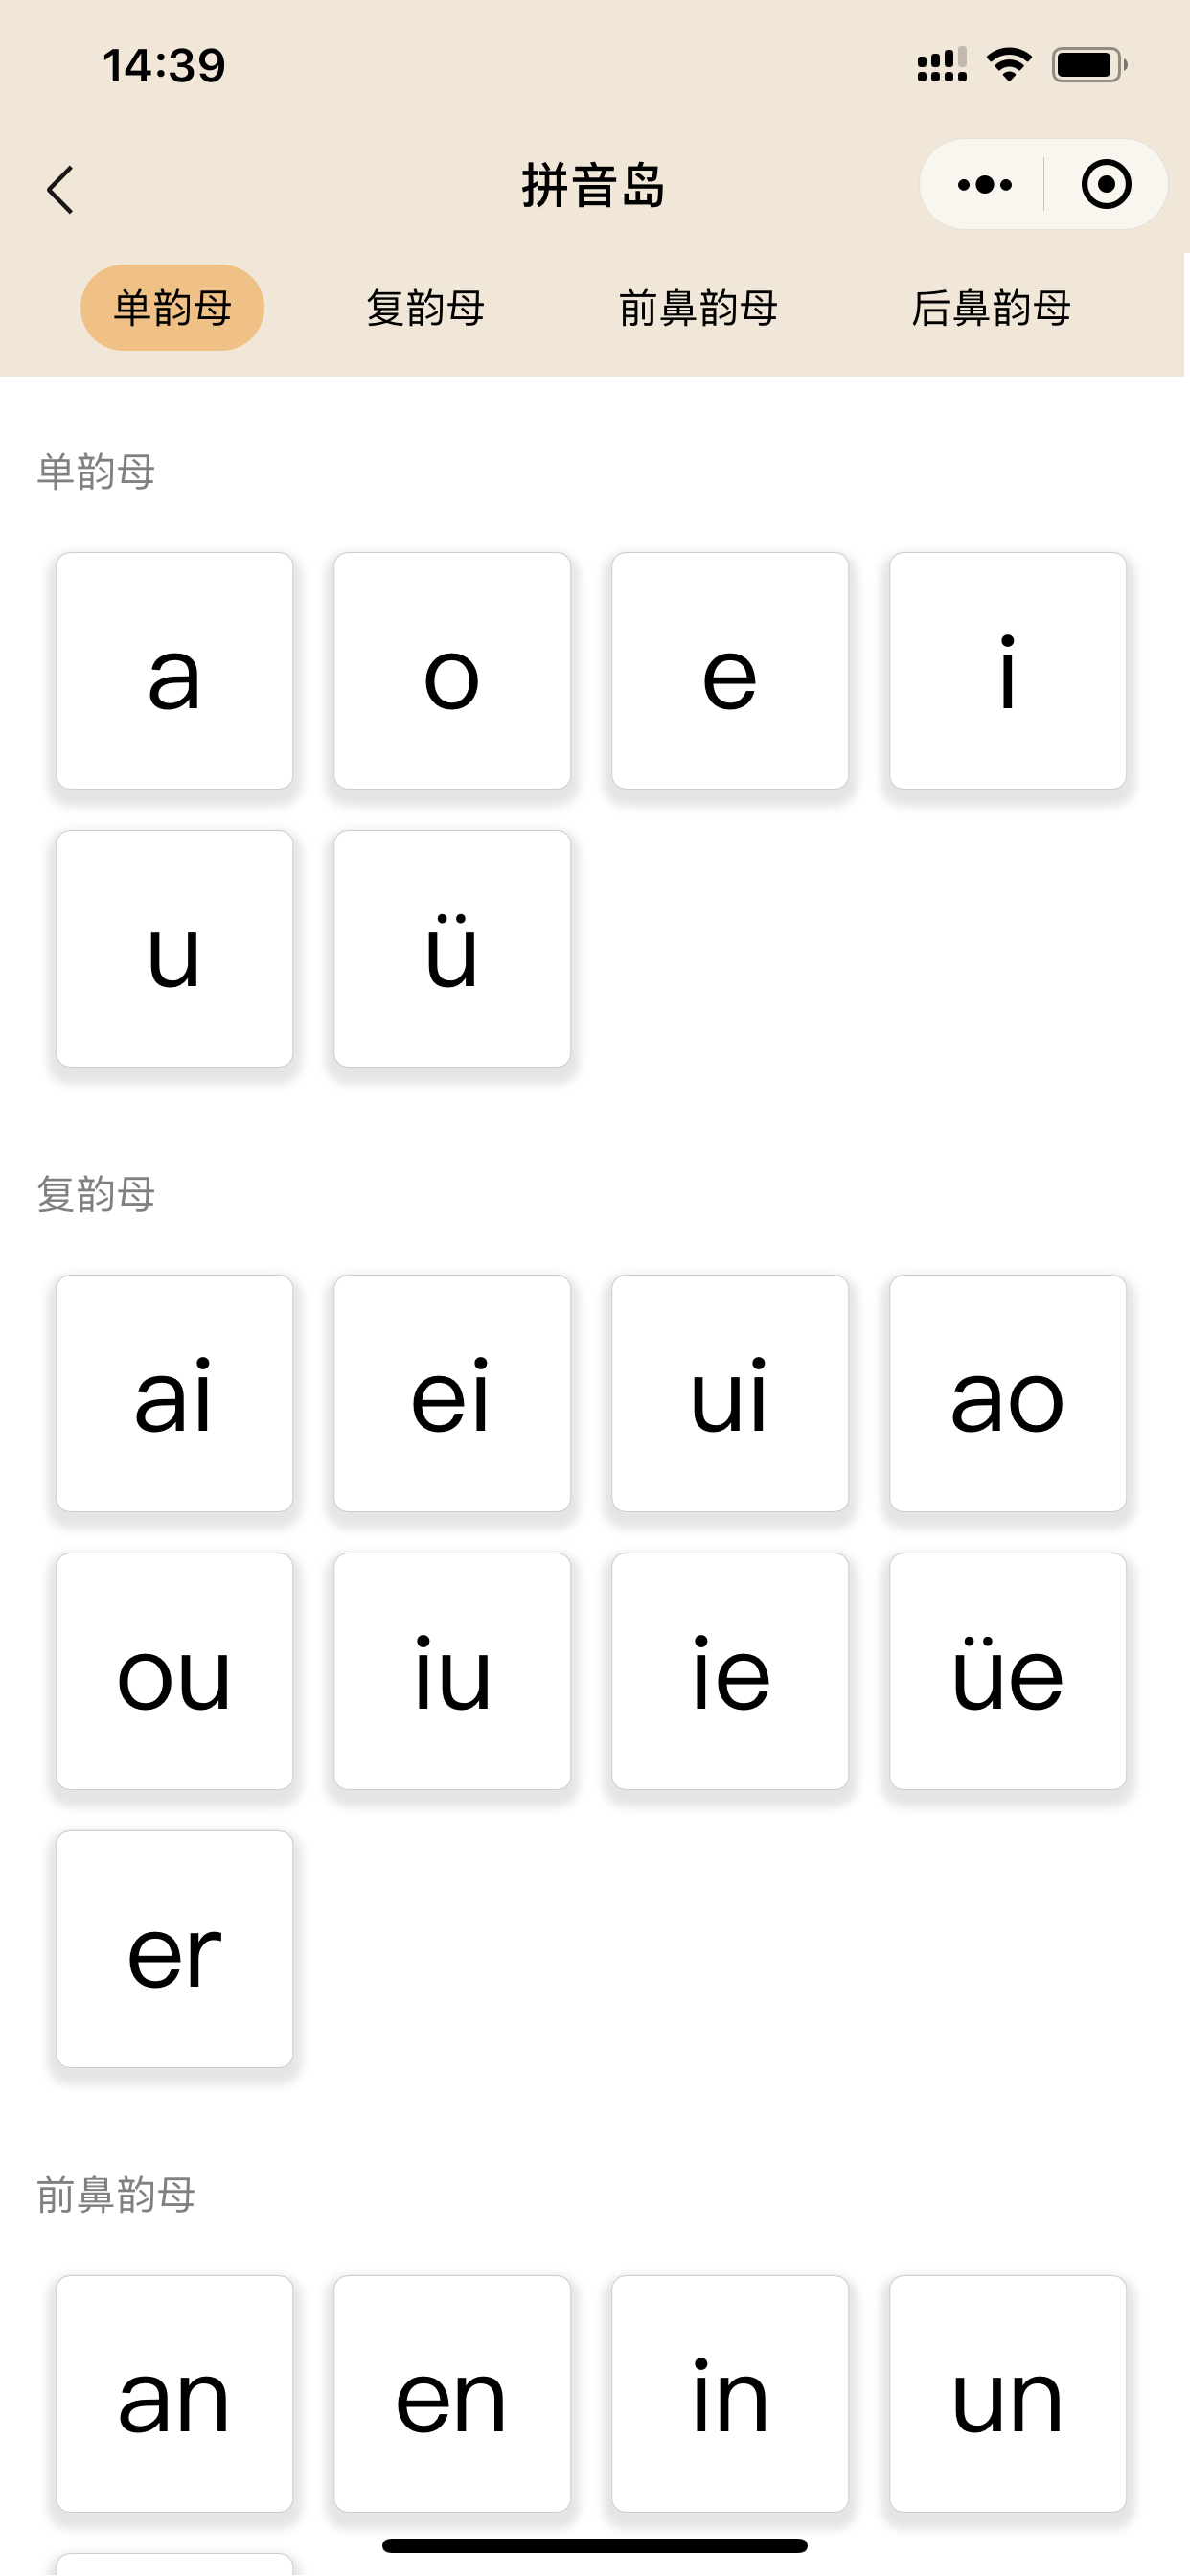 14:39
拼音岛
单韵母 复韵母 前鼻韵母 后鼻韵母
单韵母
a o e i
u ü
复韵母
ai ei ui ao
ou iu ie üe
er
前鼻韵母
an en in un